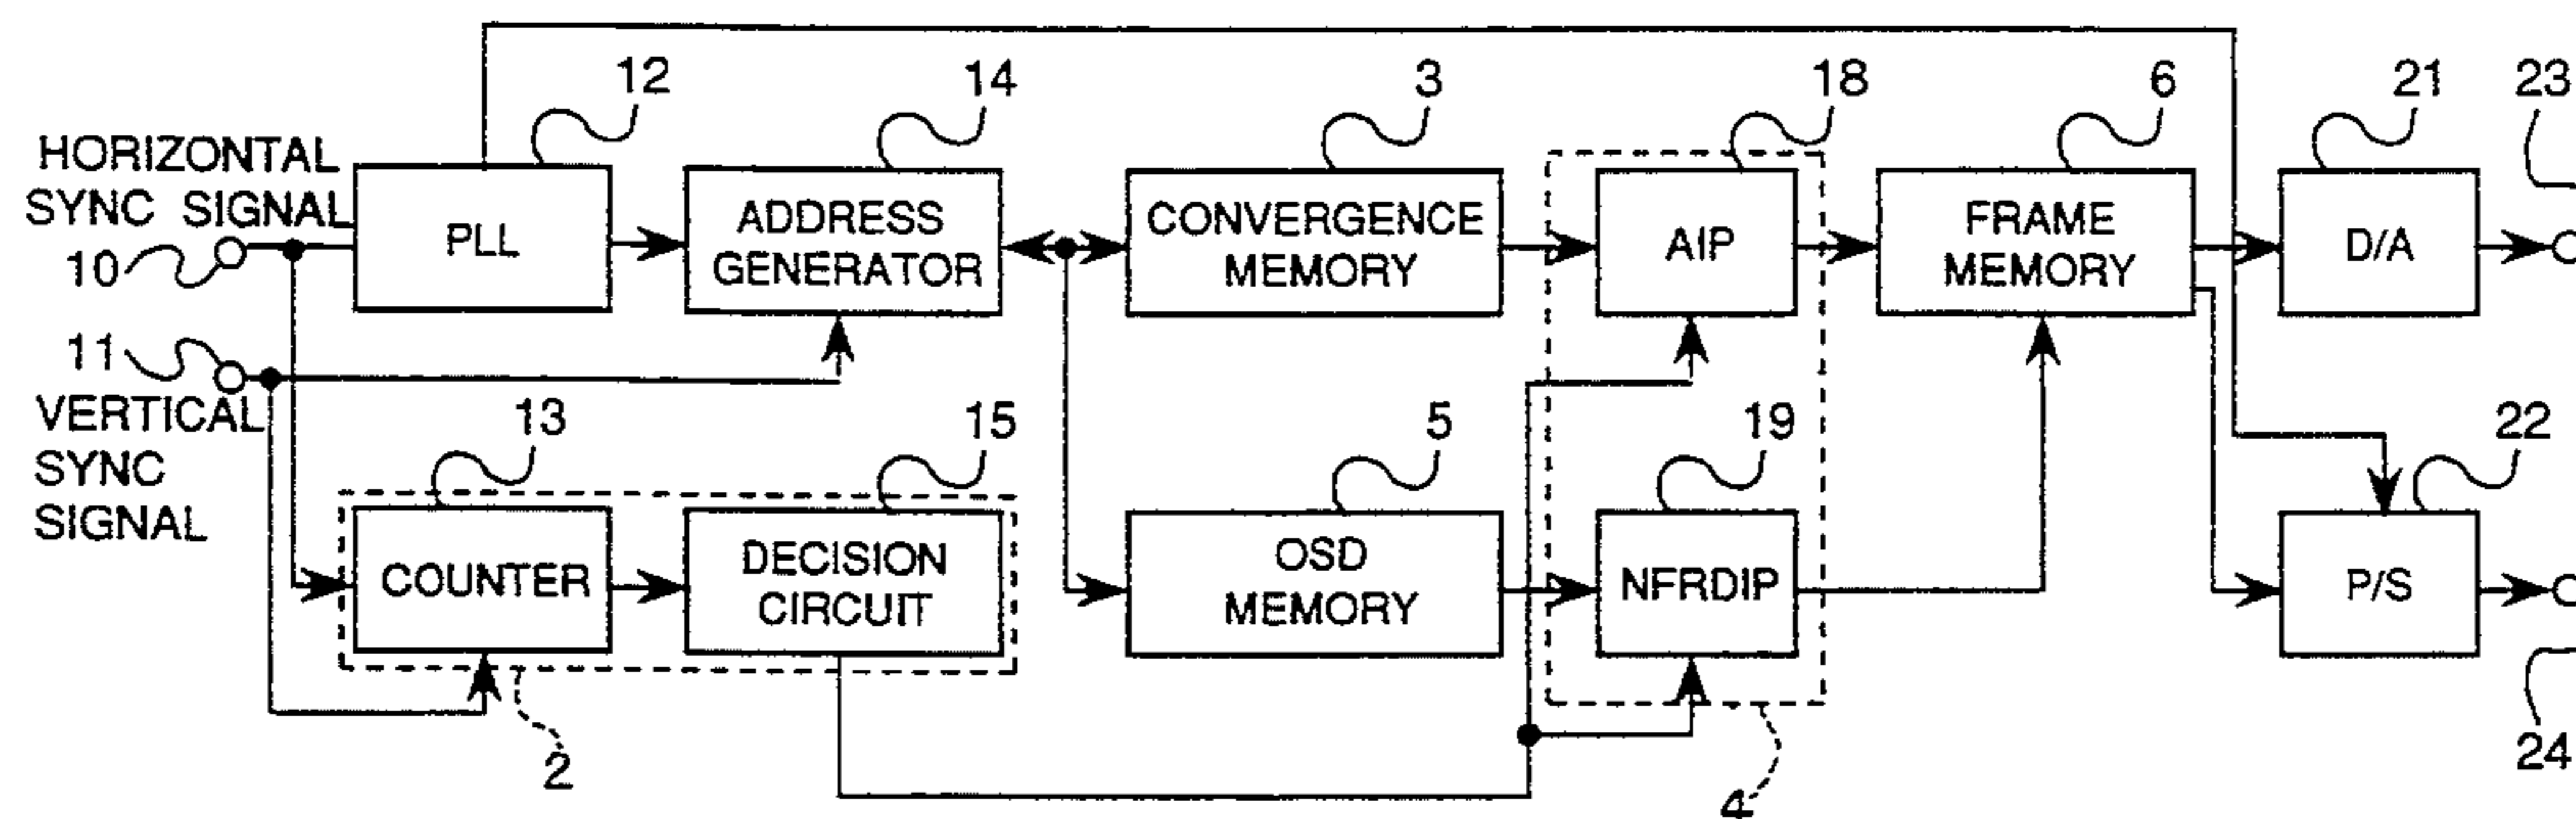 12
14
3
18
6
21
23
HORIZONTAL
SYNC SIGNAL
10
PLL
ADDRESS
GENERATOR
CONVERGENCE
MEMORY
AIP
FRAME
MEMORY
D/A
11
VERTICAL
SYNC
SIGNAL
13
15
5
19
22
COUNTER
DECISION
CIRCUIT
OSD
MEMORY
NFRDIP
P/S
2
4
24